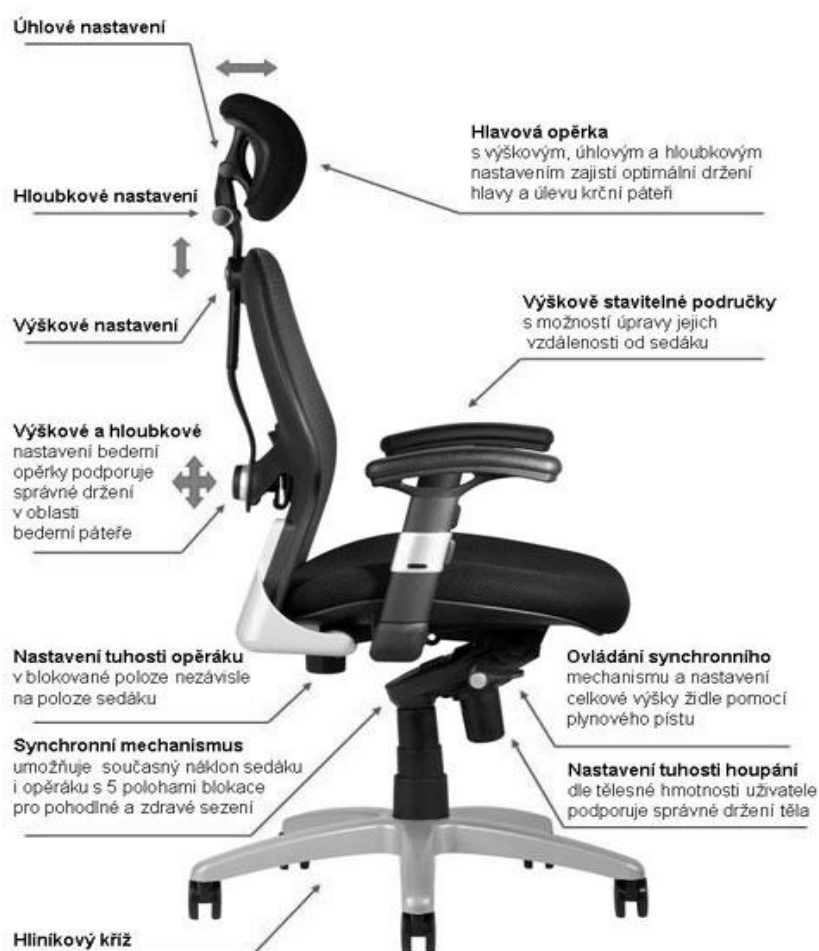 Úhlové nastavení
Hlavová opěrka
s výškovým, úhlovým a hloubkovým
nastavením zajistí optimální držení
hlavy a úlevu krční páteři
Hloubkové nastavení
Výškové nastavení
Výškově stavitelné područky
s možností úpravy jejich
vzdálenosti od sedáku
Výškové a hloubkové
nastavení bederní
opěrky podporuje
správné držení
v oblasti
bederní páteře
Nastavení tuhosti opěráku
v blokované poloze nezávisle
na poloze sedáku
Ovládání synchronního
mechanismu a nastavení
celkové výšky židle pomocí
plynového pístu
Synchronní mechanismus
umožňuje současný náklon sedáku
i opěráku s 5 polohami blokace
pro pohodlné a zdravé sezení
Nastavení tuhosti houpání
dle tělesné hmotnosti uživatele
podporuje správné držení těla
Hliníkový kříž